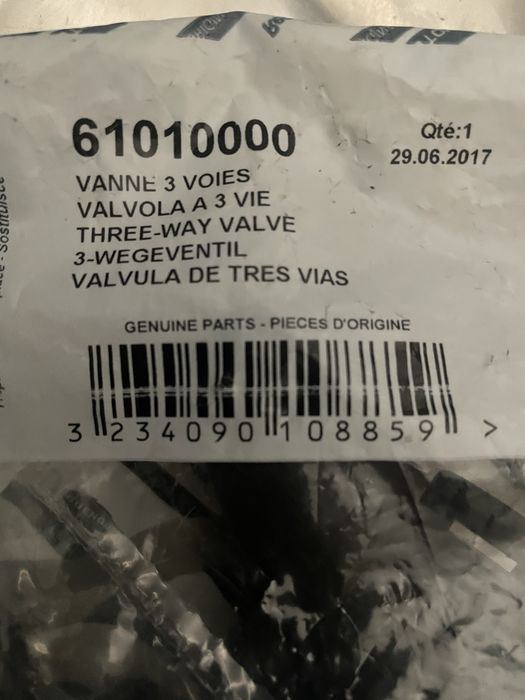 61010000
Qté:1
29.06.2017
VANNE 3 VOIES
VALVOLA A 3 VIE
THREE-WAY VALVE
3-WEGEVENTIL
VALVULA DE TRES VIAS
GENUINE PARTS - PIECES D'ORIGINE
3 234090 108859 >